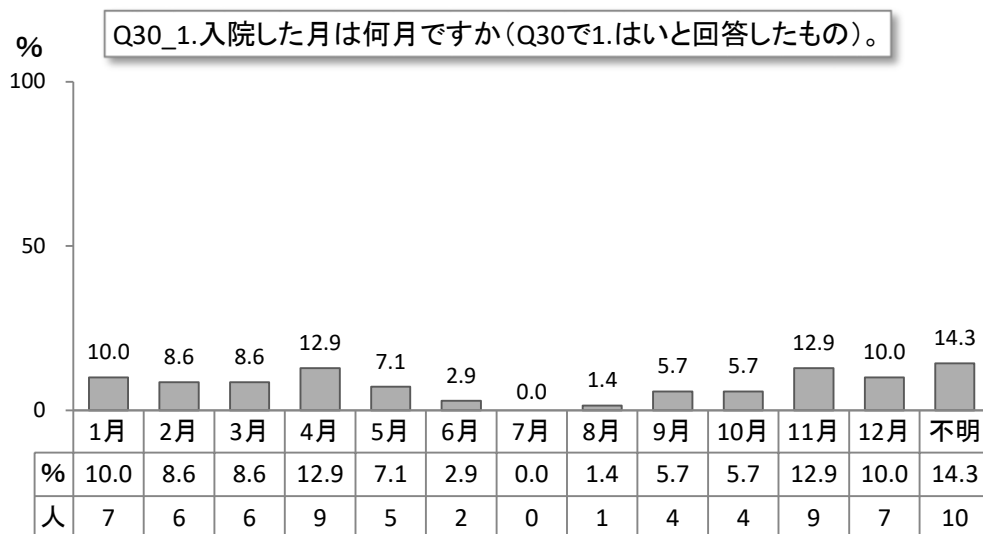 Q30_1.入院した月は何月ですか（Q30で1.はいと回答したもの）。
%
100
50
0
10.0 8.6 8.6 12.9 7.1 2.9 0.0 1.4 5.7 5.7 12.9 10.0 14.3
1月 2月 3月 4月 5月 6月 7月 8月 9月 10月 11月 12月 不明
% 10.0 8.6 8.6 12.9 7.1 2.9 0.0 1.4 5.7 5.7 12.9 10.0 14.3
人 7 6 6 9 5 2 0 1 4 4 9 7 10